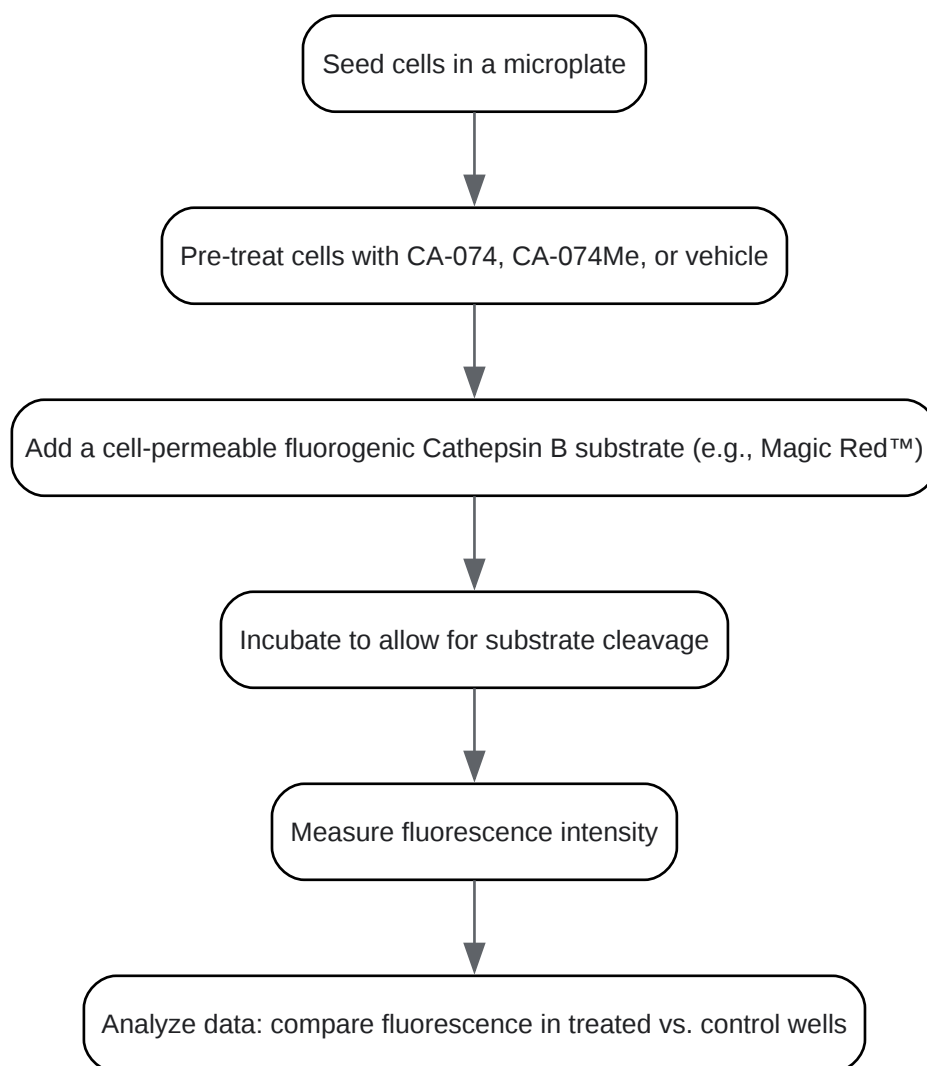 Seed cells in a microplate
Pre-treat cells with CA-074, CA-074Me, or vehicle
Add a cell-permeable fluorogenic Cathepsin B substrate (e.g., Magic Red™)
Incubate to allow for substrate cleavage
Measure fluorescence intensity
Analyze data: compare fluorescence in treated vs. control wells